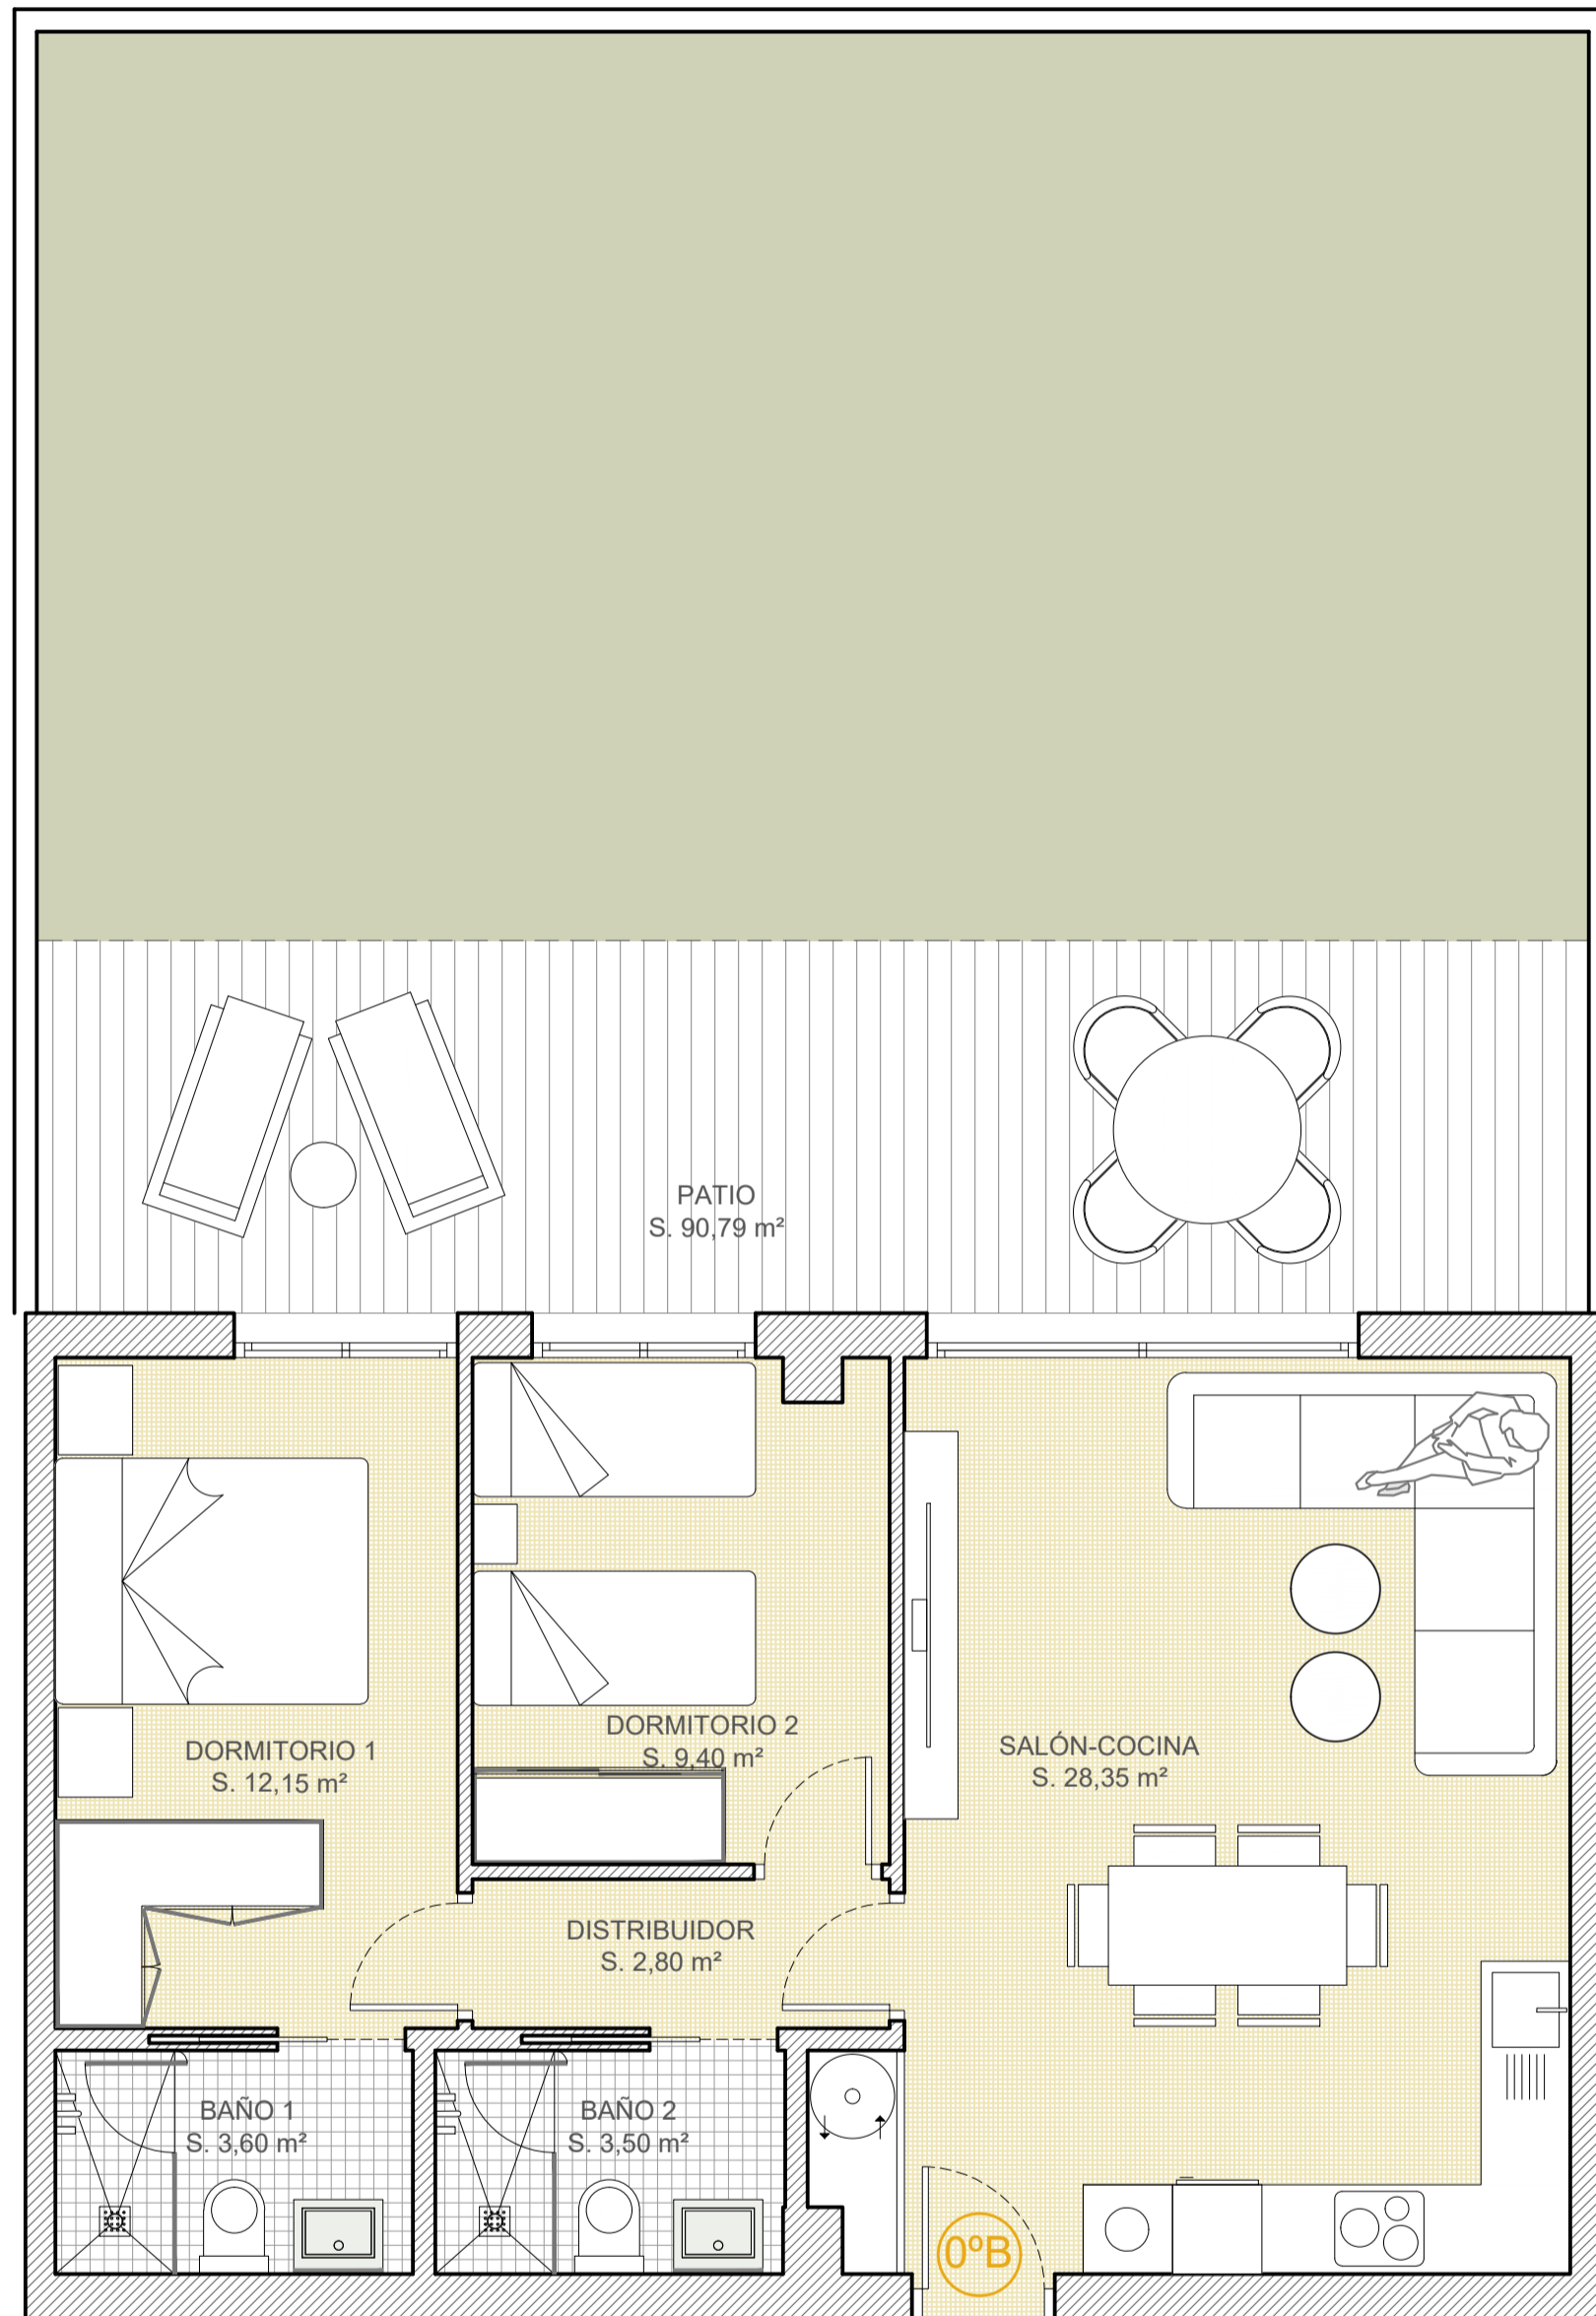 PATIO
S. 90,79 m²
DORMITORIO 2
S. 9,40 m²
DORMITORIO 1
S. 12,15 m²
SALÓN-COCINA
S. 28,35 m²
DISTRIBUIDOR
S. 2,80 m²
BAÑO 1
S. 3,60 m²
BAÑO 2
S. 3,50 m²
0ºB